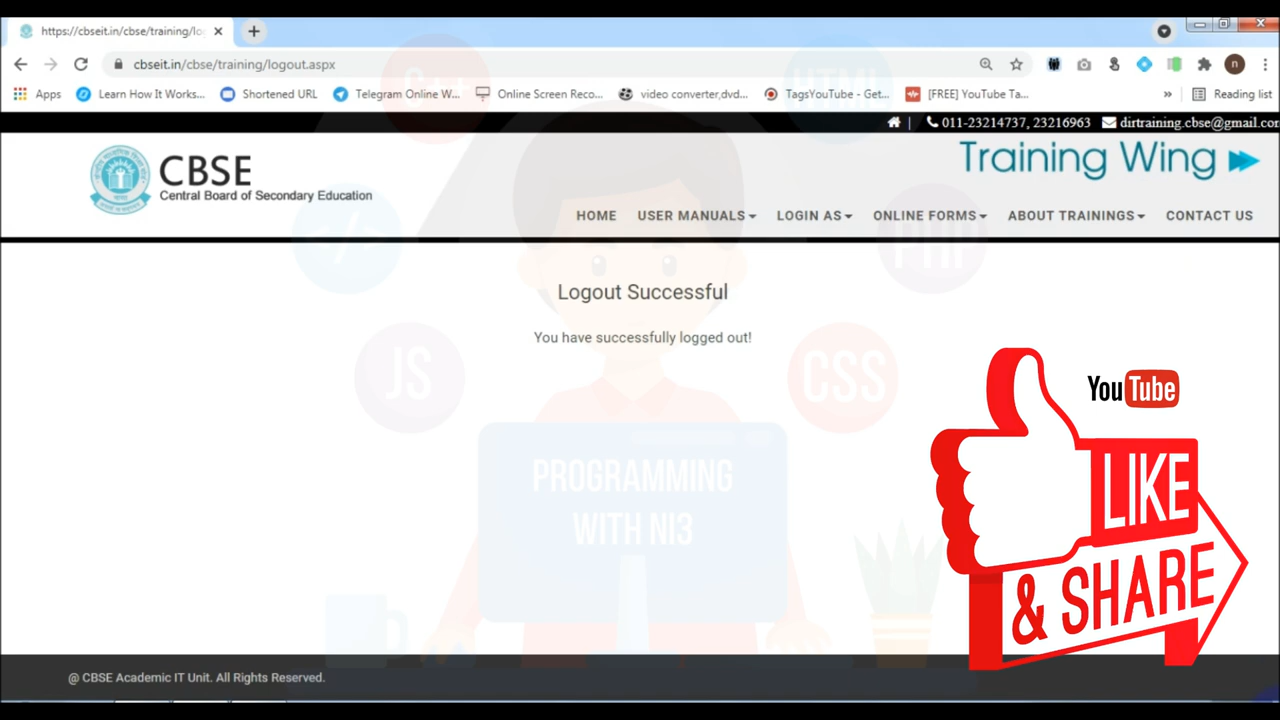 https://cbseit.in/cbse/training/lo
cbseit.in/cbse/training/logout.aspx
n
Apps
Learn How It Works...
Shortened URL
Telegram Online W...
Online Screen Reco...
video converter,dvd...
TagsYouTube - Get...
[FREE] YouTube Ta...
»
Reading list
| 011-23214737, 23216963 dirtraining.cbse@gmail.co
CBSE
Central Board of Secondary Education
Training Wing
HOME
USER MANUALS
LOGIN AS
ONLINE FORMS
ABOUT TRAININGS
CONTACT US
HTML
</>
PHP
Logout Successful
You have successfully logged out!
JS
CSS
YouTube
PROGRAMMING
WITH NI3
LIKE
& SHARE
@ CBSE Academic IT Unit. All Rights Reserved.